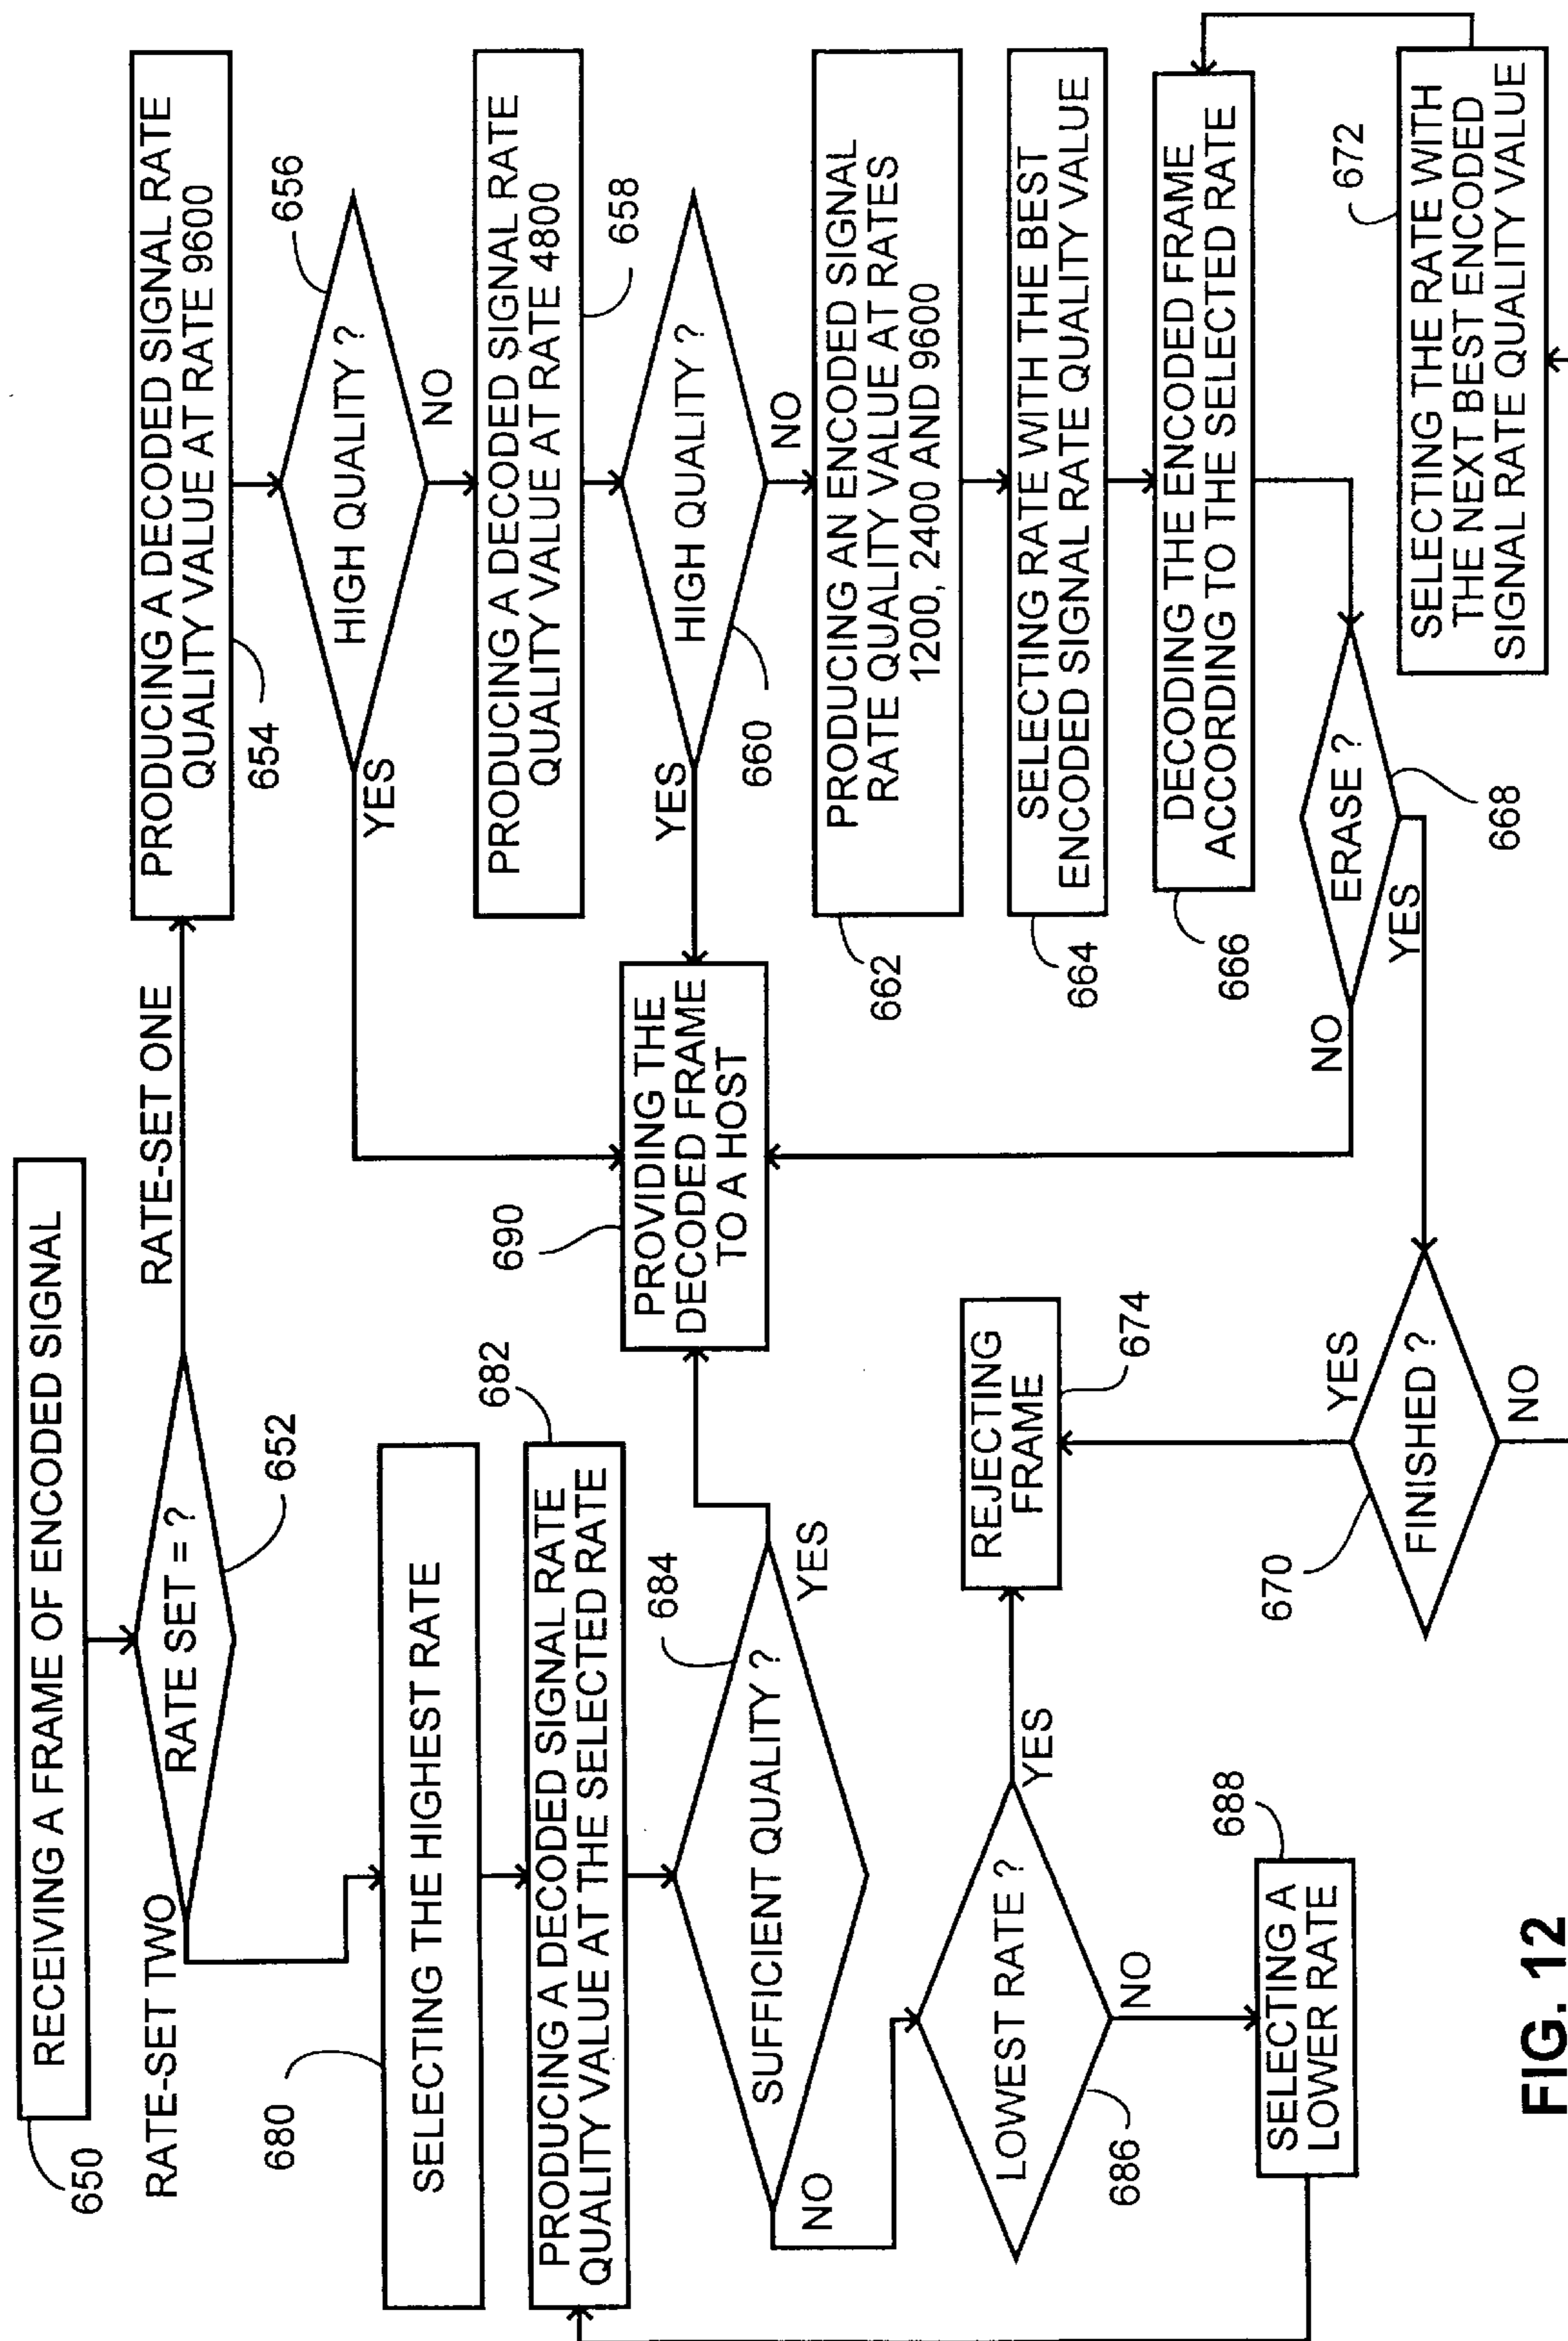 RECEIVING A FRAME OF ENCODED SIGNAL
650
RATE SET = ?
652
RATE-SET TWO
RATE-SET ONE
680
SELECTING THE HIGHEST RATE
682
PRODUCING A DECODED SIGNAL RATE
QUALITY VALUE AT THE SELECTED RATE
684
SUFFICIENT QUALITY ?
YES
NO
LOWEST RATE ?
686
YES
NO
688
SELECTING A
LOWER RATE
PRODUCING A DECODED SIGNAL RATE
QUALITY VALUE AT RATE 9600
654
656
HIGH QUALITY ?
YES
NO
PRODUCING A DECODED SIGNAL RATE
QUALITY VALUE AT RATE 4800
658
HIGH QUALITY ?
660
YES
NO
690
PROVIDING THE
DECODED FRAME
TO A HOST
PRODUCING AN ENCODED SIGNAL
RATE QUALITY VALUE AT RATES
1200, 2400 AND 9600
662
SELECTING RATE WITH THE BEST
ENCODED SIGNAL RATE QUALITY VALUE
664
DECODING THE ENCODED FRAME
ACCORDING TO THE SELECTED RATE
666
ERASE ?
668
NO
YES
REJECTING
FRAME
674
670
FINISHED ?
YES
NO
672
SELECTING THE RATE WITH
THE NEXT BEST ENCODED
SIGNAL RATE QUALITY VALUE
FIG. 12